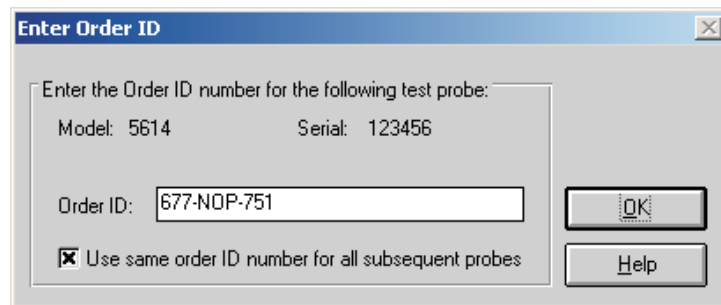 Enter Order ID
Enter the Order ID number for the following test probe:
Model: 5614 Serial: 123456
Order ID: 677-NOP-751
OK
Use same order ID number for all subsequent probes
Help